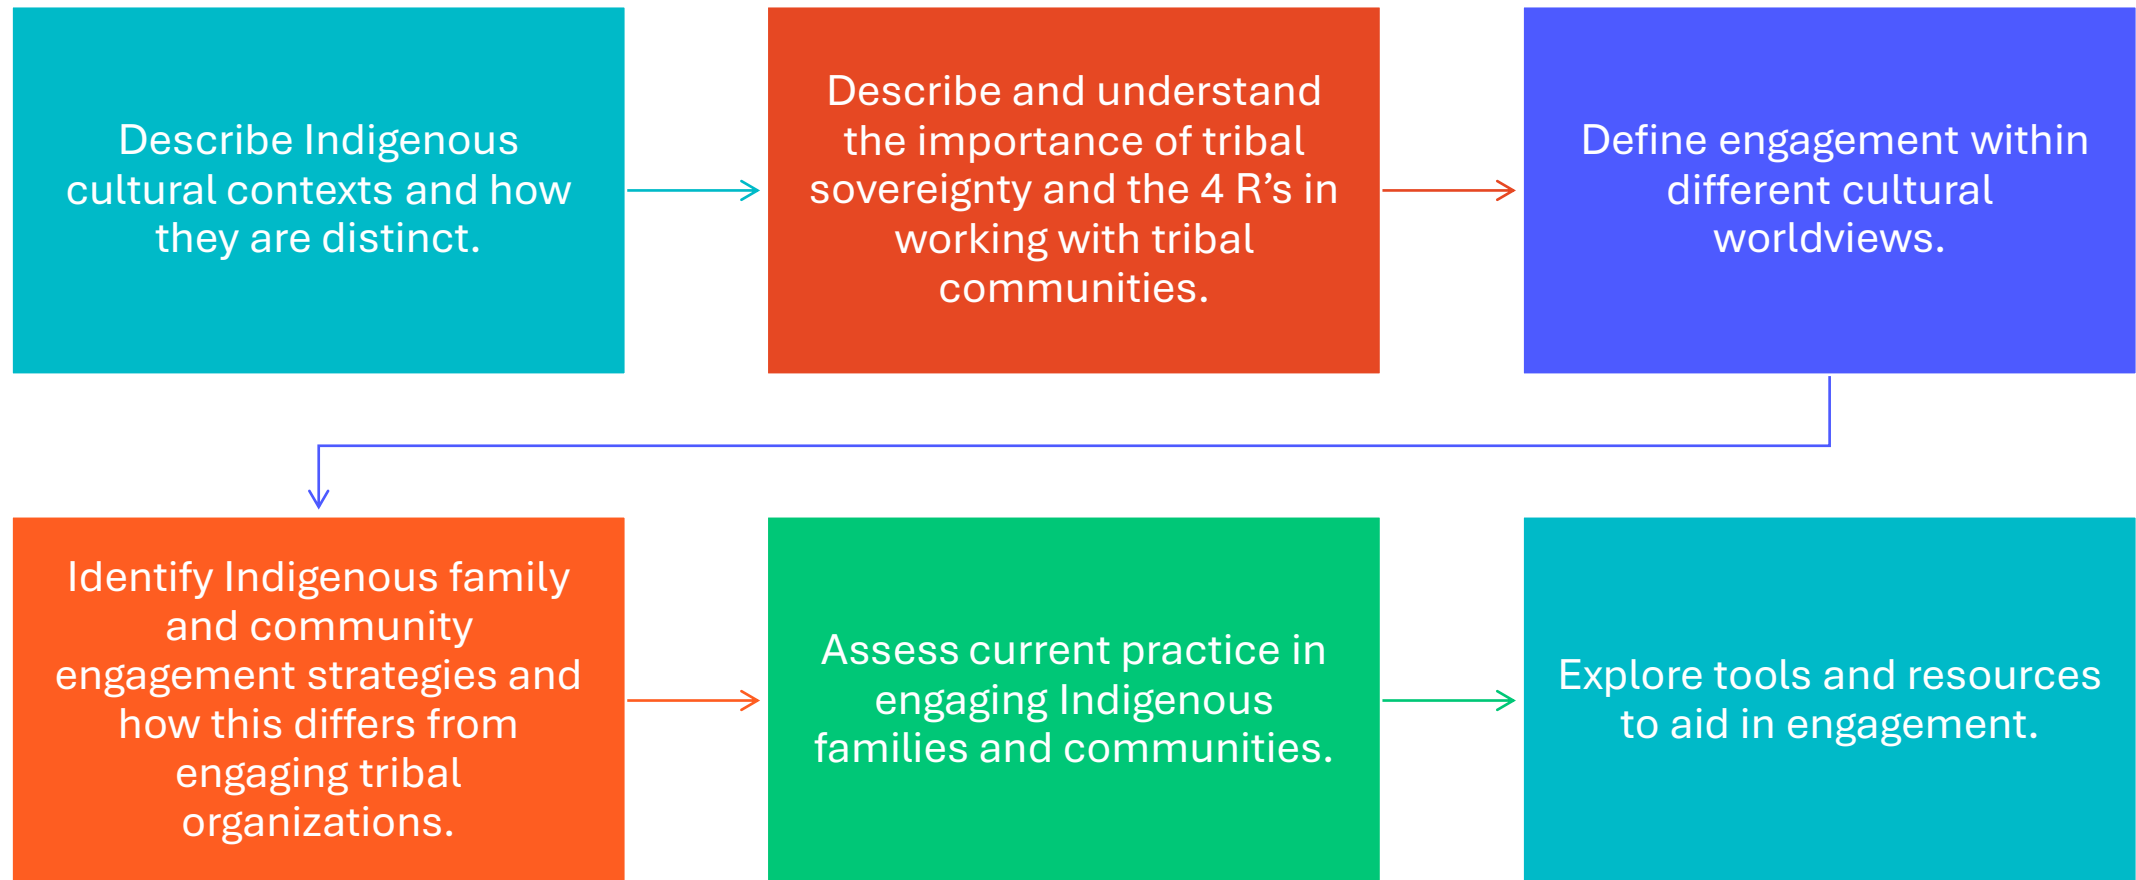 Describe Indigenous
cultural contexts and how
they are distinct.
Describe and understand
the importance of tribal
sovereignty and the 4 R’s in
working with tribal
communities.
Define engagement within
different cultural
worldviews.
Identify Indigenous family
and community
engagement strategies and
how this differs from
engaging tribal
organizations.
Assess current practice in
engaging Indigenous
families and communities.
Explore tools and resources
to aid in engagement.